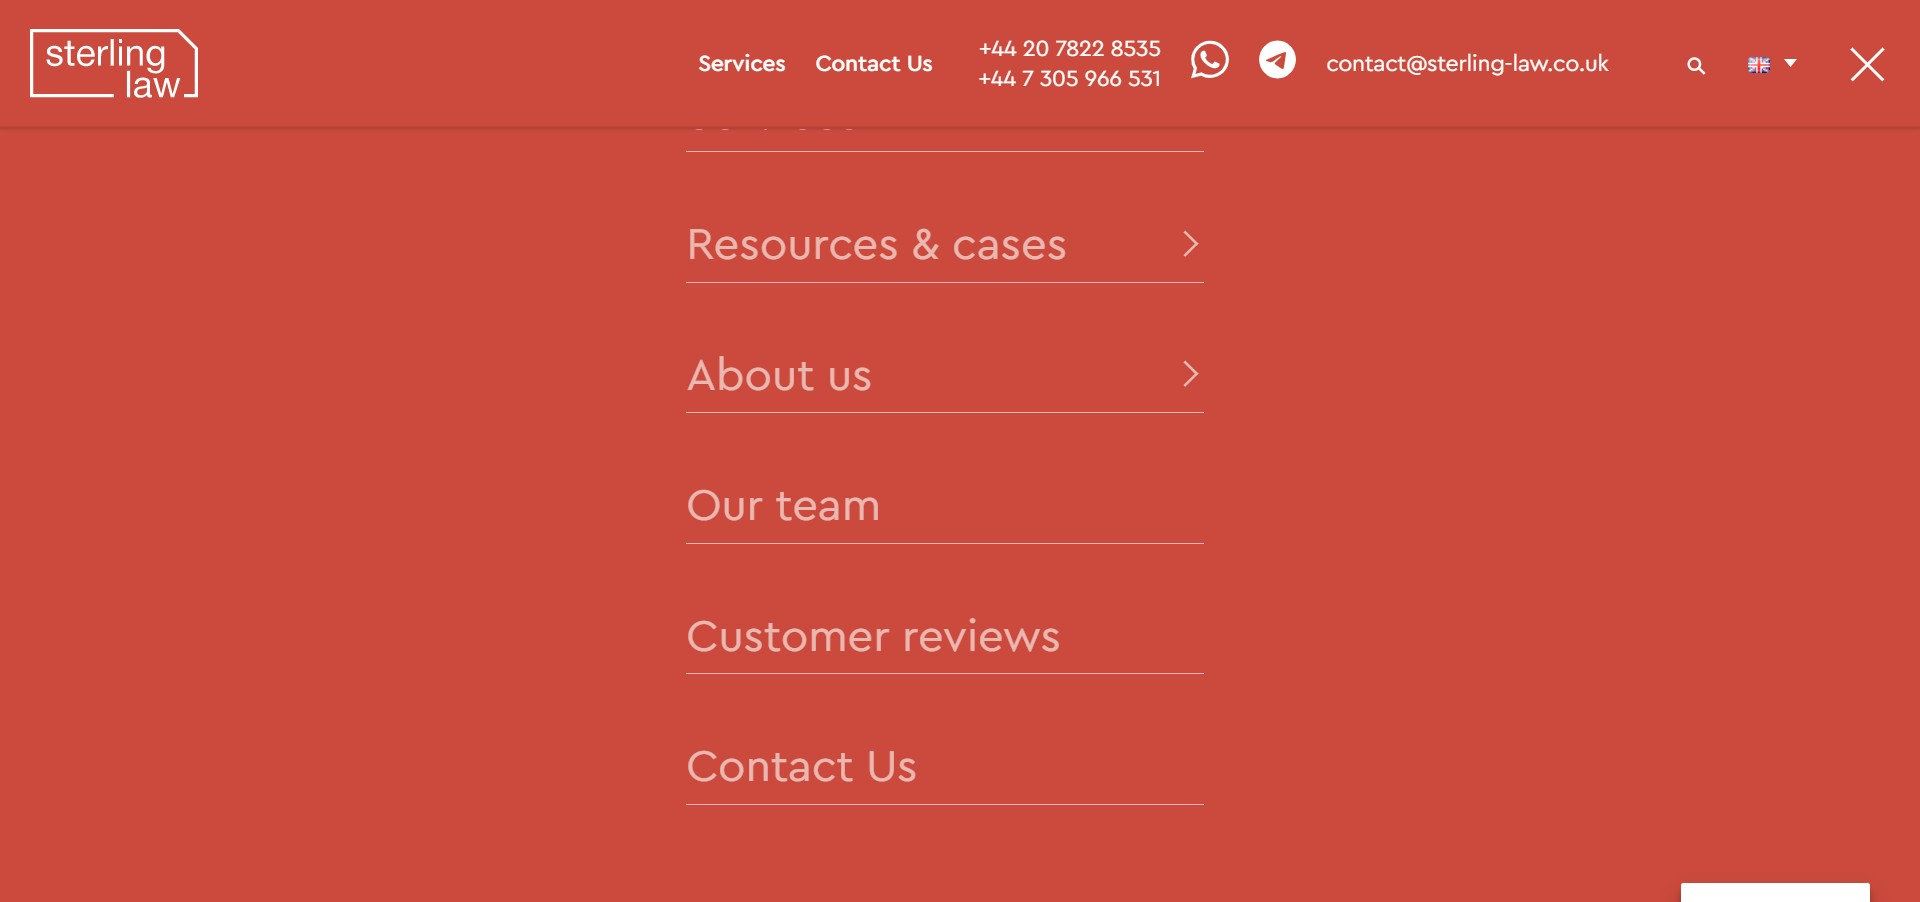 sterling
law
Services
Contact Us
+44 20 7822 8535
+44 7 305 966 531
contact@sterling-law.co.uk
Resources & cases
About us
Our team
Customer reviews
Contact Us